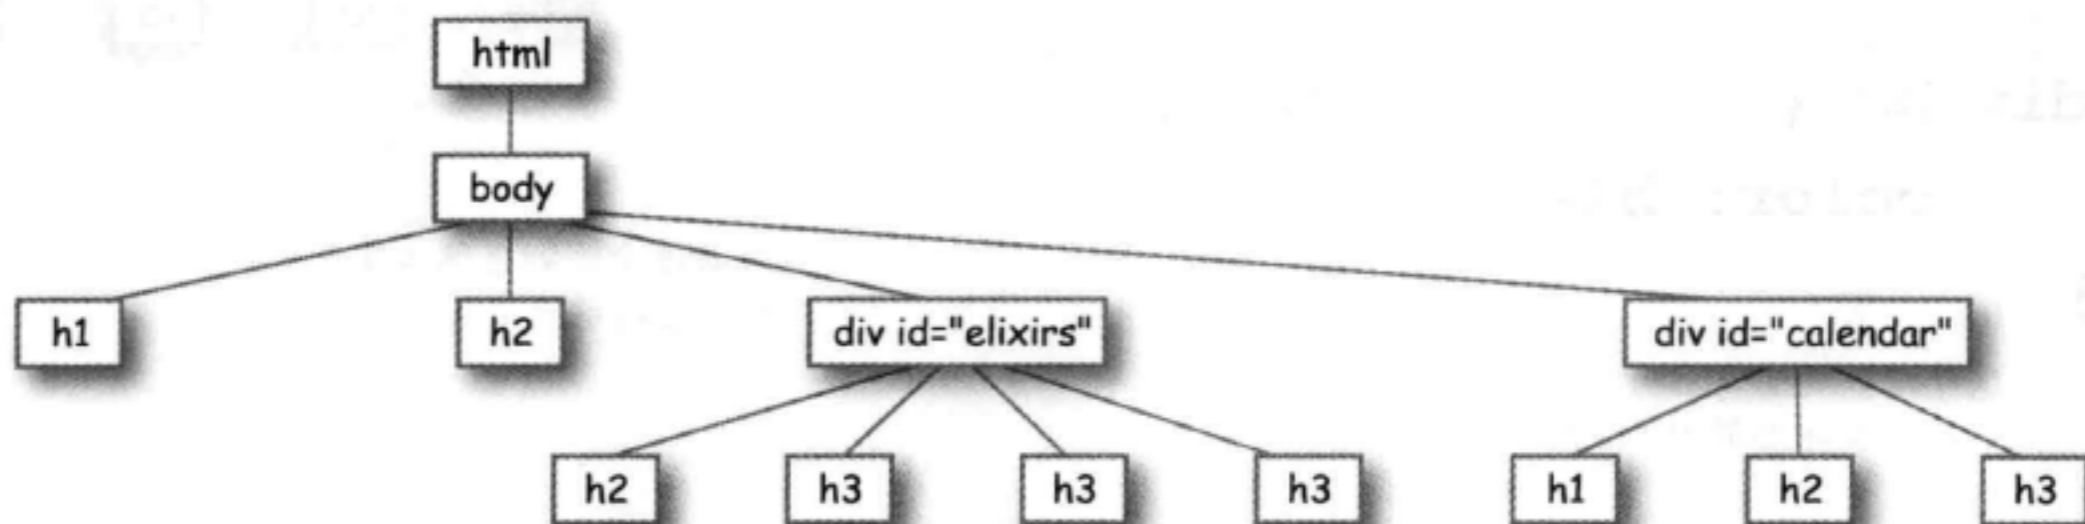 html
body
h1 h2 div id="elixirs" div id="calendar"
h2 h3 h3 h3 h1 h2 h3